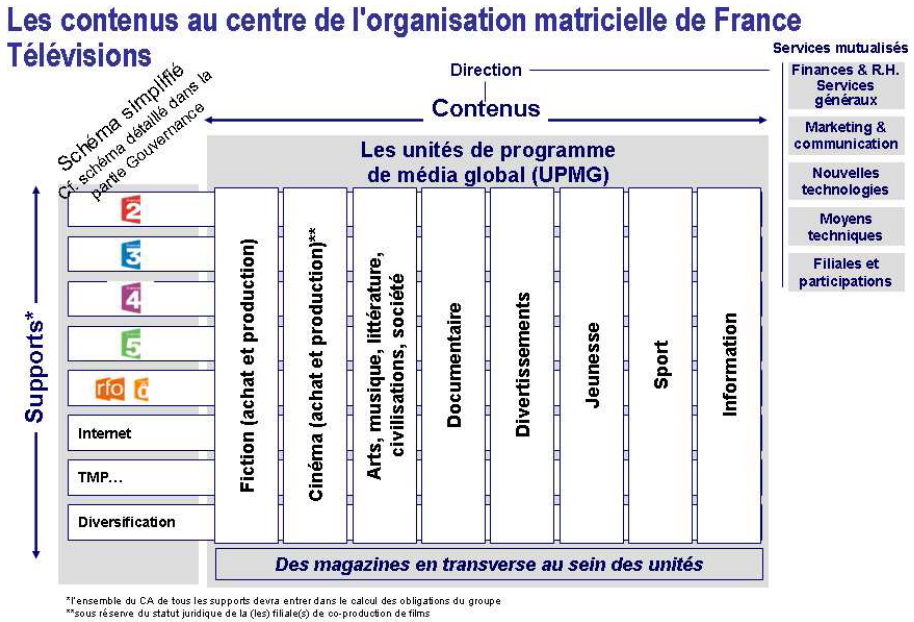 Les contenus au centre de l'organisation matricielle de France
Télévisions
Services mutualisés
Direction
Finances & R.H.
Services
généraux
Marketing &
communication
Nouvelles
technologies
Moyens
techniques
Filiales et
participations
Schéma simplifié
Cf. schéma détaillé dans la
partie Gouvernance
Contenus
Les unités de programme
de média global (UPMG)
Supports*
2
3
4
5
rfo ô
Internet
TMP...
Diversification
Fiction (achat et production)
Cinéma (achat et production)**
Arts, musique, littérature,
civilisations, société
Documentaire
Divertissements
Jeunesse
Sport
Information
Des magazines en transverse au sein des unités
*l'ensemble du CA de tous les supports devra entrer dans le calcul des obligations du groupe
**sous réserve du statut juridique de la (les) filiale(s) de co-production de films